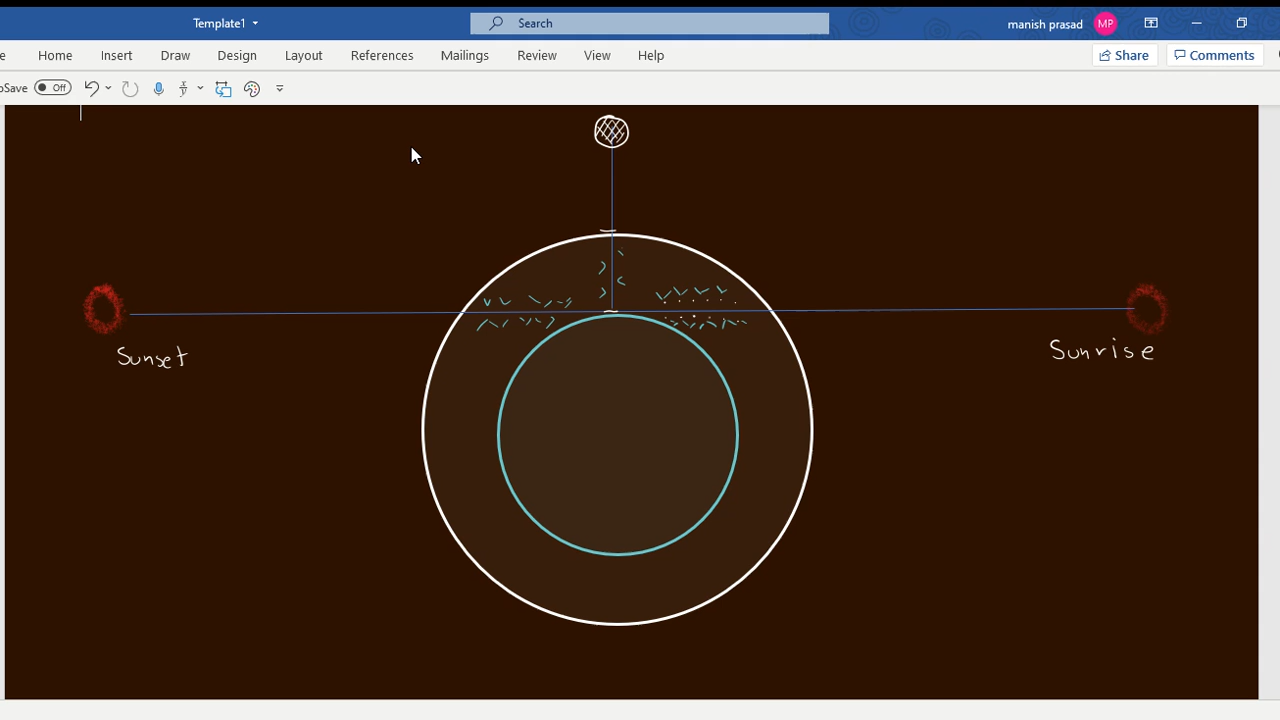 Template1
Search
manish prasad
MP
e
Home
Insert
Draw
Design
Layout
References
Mailings
Review
View
Help
Share
Comments
oSave
Off
Sunset
Sunrise